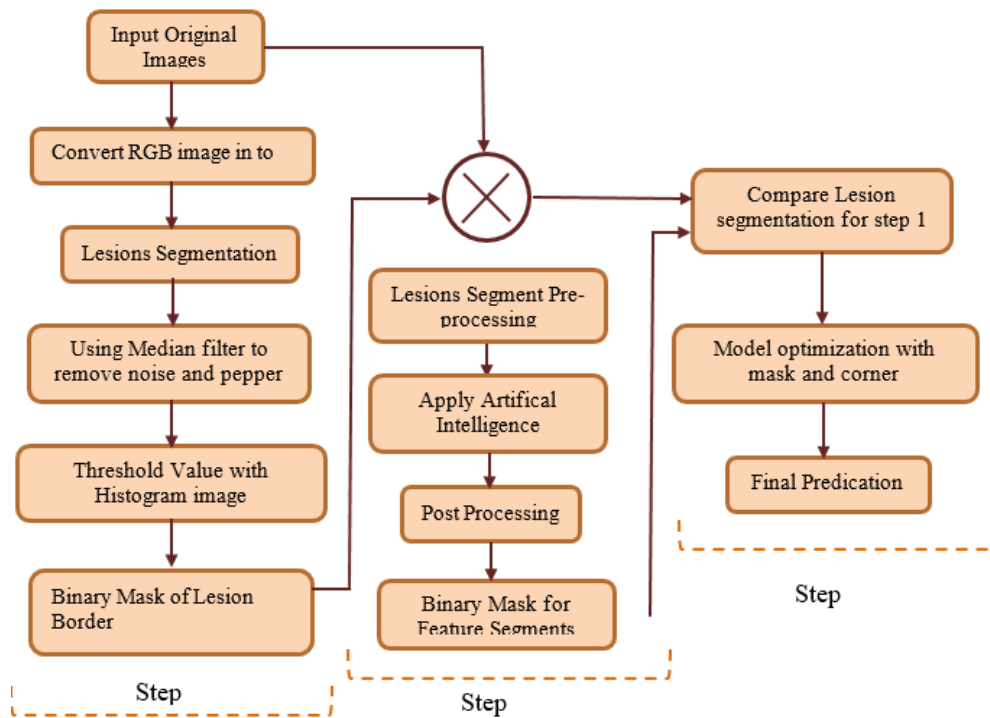 Input Original
Images
Convert RGB image in to
Lesions Segmentation
Using Median filter to
remove noise and pepper
Threshold Value with
Histogram image
Binary Mask of Lesion
Border
Step
Lesions Segment Pre-
processing
Apply Artifical
Intelligence
Post Processing
Binary Mask for
Feature Segments
Step
Compare Lesion
segmentation for step 1
Model optimization with
mask and corner
Final Predication
Step